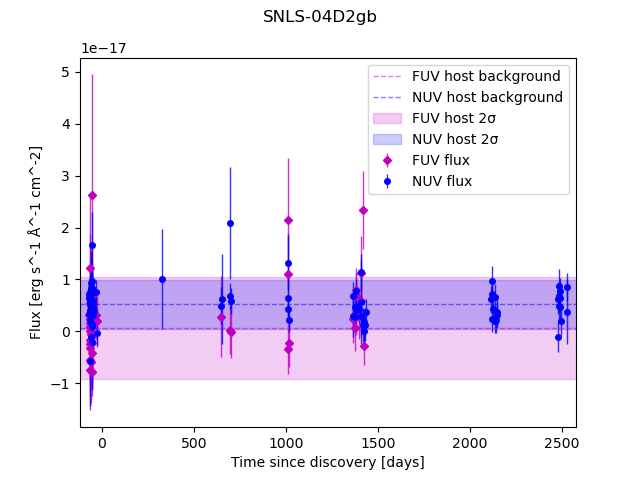 SNLS-04D2gb
1e−17
5
4
3
2
1
0
−1
Flux [erg s^-1 Å^-1 cm^-2]
FUV host background
NUV host background
FUV host 2σ
NUV host 2σ
FUV flux
NUV flux
0 500 1000 1500 2000 2500
Time since discovery [days]